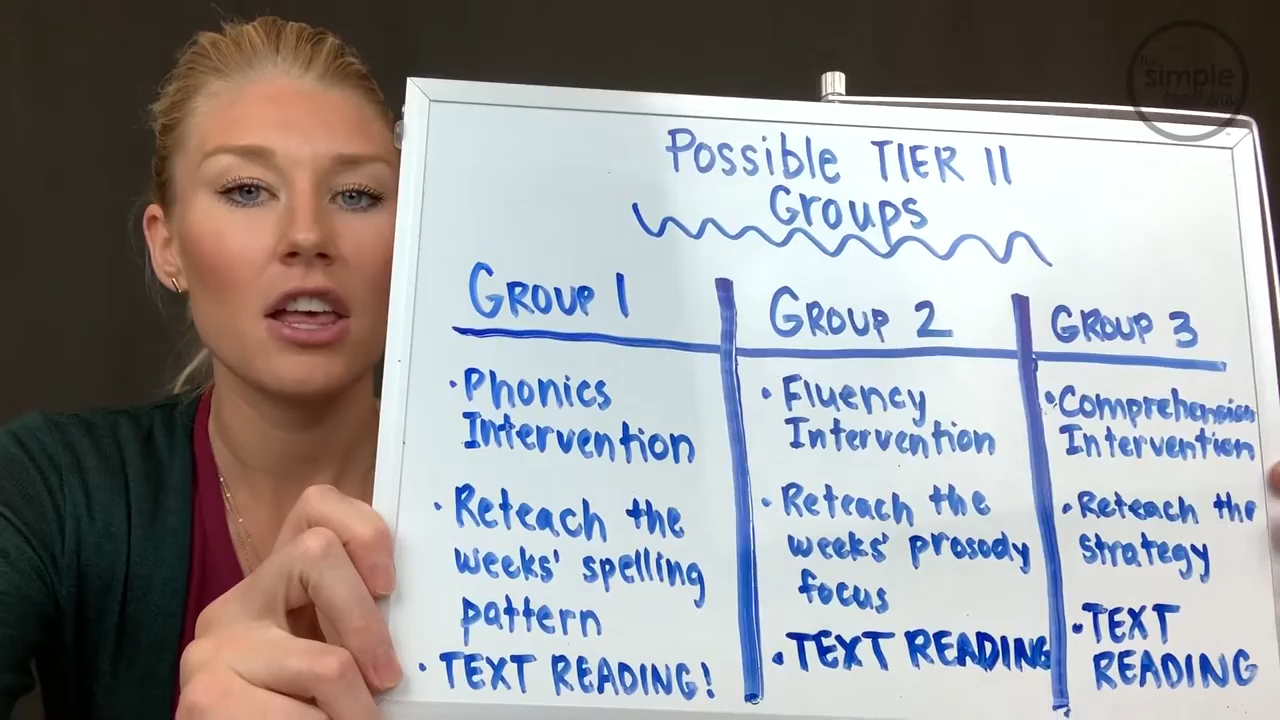 simple
Possible TIER II
Groups
GROUP 1
Phonics
Intervention
Reteach the
weeks' spelling
pattern
TEXT READING!
GROUP 2
Fluency
Intervention
Reteach the
weeks' prosody
focus
TEXT READING
GROUP 3
Comprehension
Intervention
Reteach the
strategy
TEXT
READING